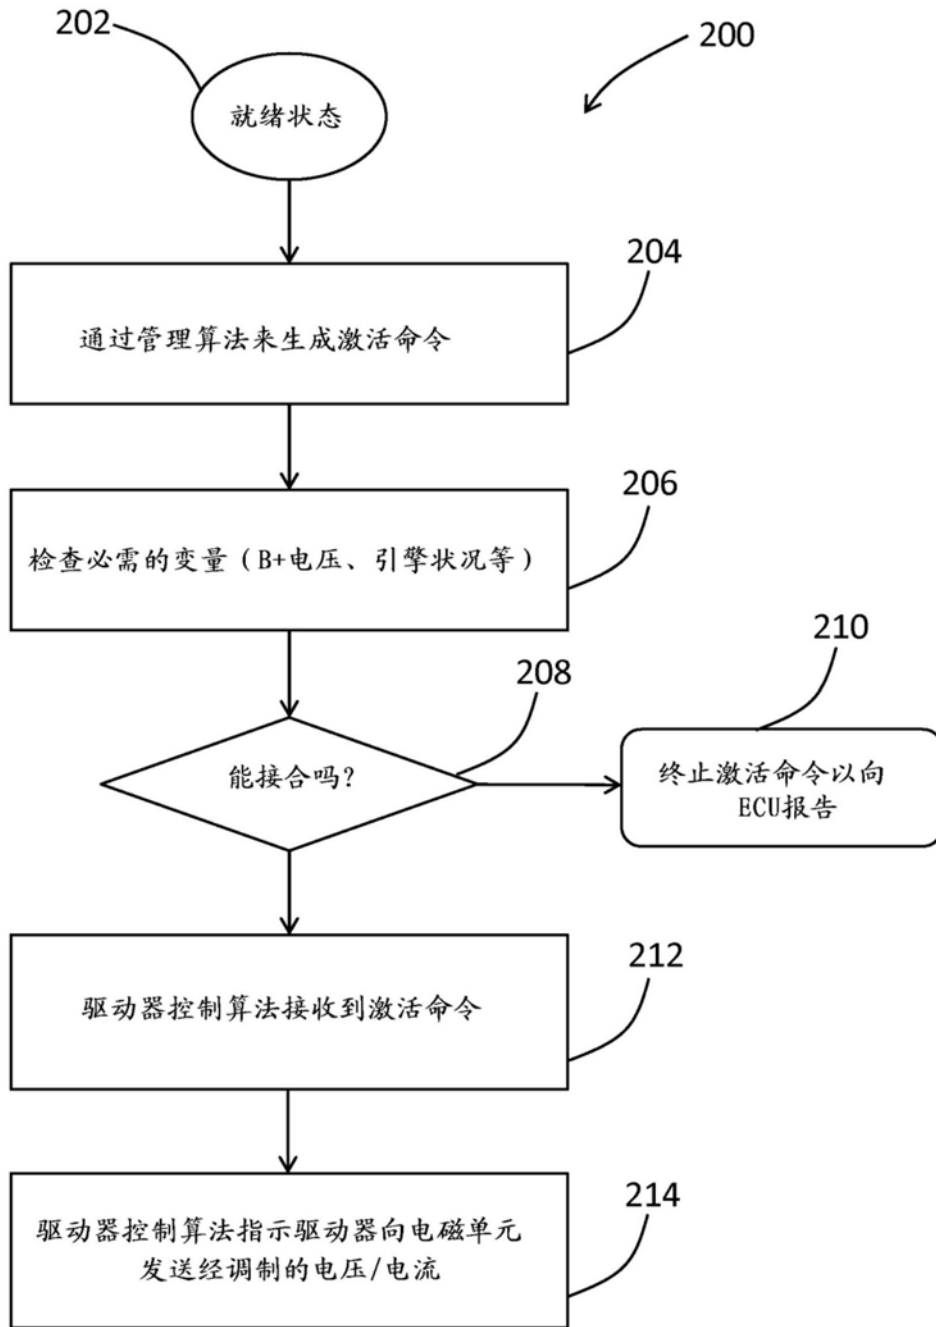 202
200
就绪状态
204
通过管理算法来生成激活命令
206
检查必需的变量（B+电压、引擎状况等）
208
210
能接合吗？
终止激活命令以向
ECU报告
212
驱动器控制算法接收到激活命令
214
驱动器控制算法指示驱动器向电磁单元
发送经调制的电压/电流